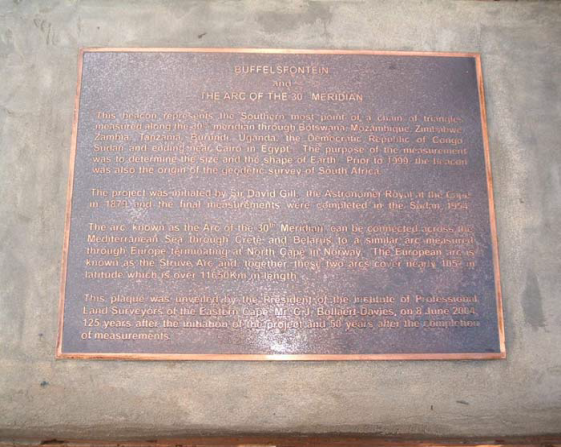 BUFFELSFONTEIN
and
THE ARC OF THE 30° MERIDIAN
This beacon represents the Southern most point of a chain of triangles
measured along the 30° meridian through Botswana, Mozambique, Zimbabwe,
Zambia, Tanzania, Burundi, Uganda, the Democratic Republic of Congo,
Sudan and ending near Cairo in Egypt. The purpose of the measurement
was to determine the size and the shape of Earth. Prior to 1999 the beacon
was also the origin of the geodetic survey of South Africa.
The project was initiated by Sir David Gill, the Astronomer Royal at the Cape
in 1879 and the final measurements were completed in the Sudan 1954.
The arc, known as the Arc of the 30th Meridian, can be connected across the
Mediterranean Sea through Crete and Belarus to a similar arc measured
through Europe terminating at North Cape in Norway. The European arc is
known as the Struve Arc and, together, these two arcs cover nearly 105° in
latitude which is over 11650Km in length.
This plaque was unveiled by the President of the Institute of Professional
Land Surveyors of the Eastern Cape, Mr. Bollaert-Davies, on 8 June 2004,
125 years after the initiation of the project and 50 years after the completion
of measurements.